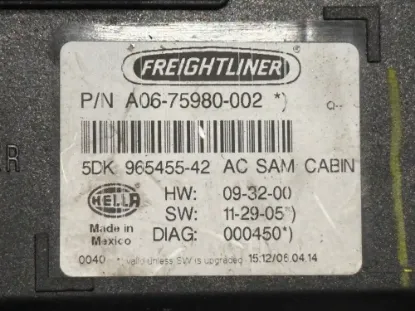 FREIGHTLINER
P/N A06-75980-002 *)
Q--
5DK 965455-42 AC SAM CABIN
HELLA
HW: 09-32-00
SW: 11-29-05*)
Made in
Mexico
DIAG: 000450*)
0040 *) valid unless SW is upgraded 15:12/06.04.14
R